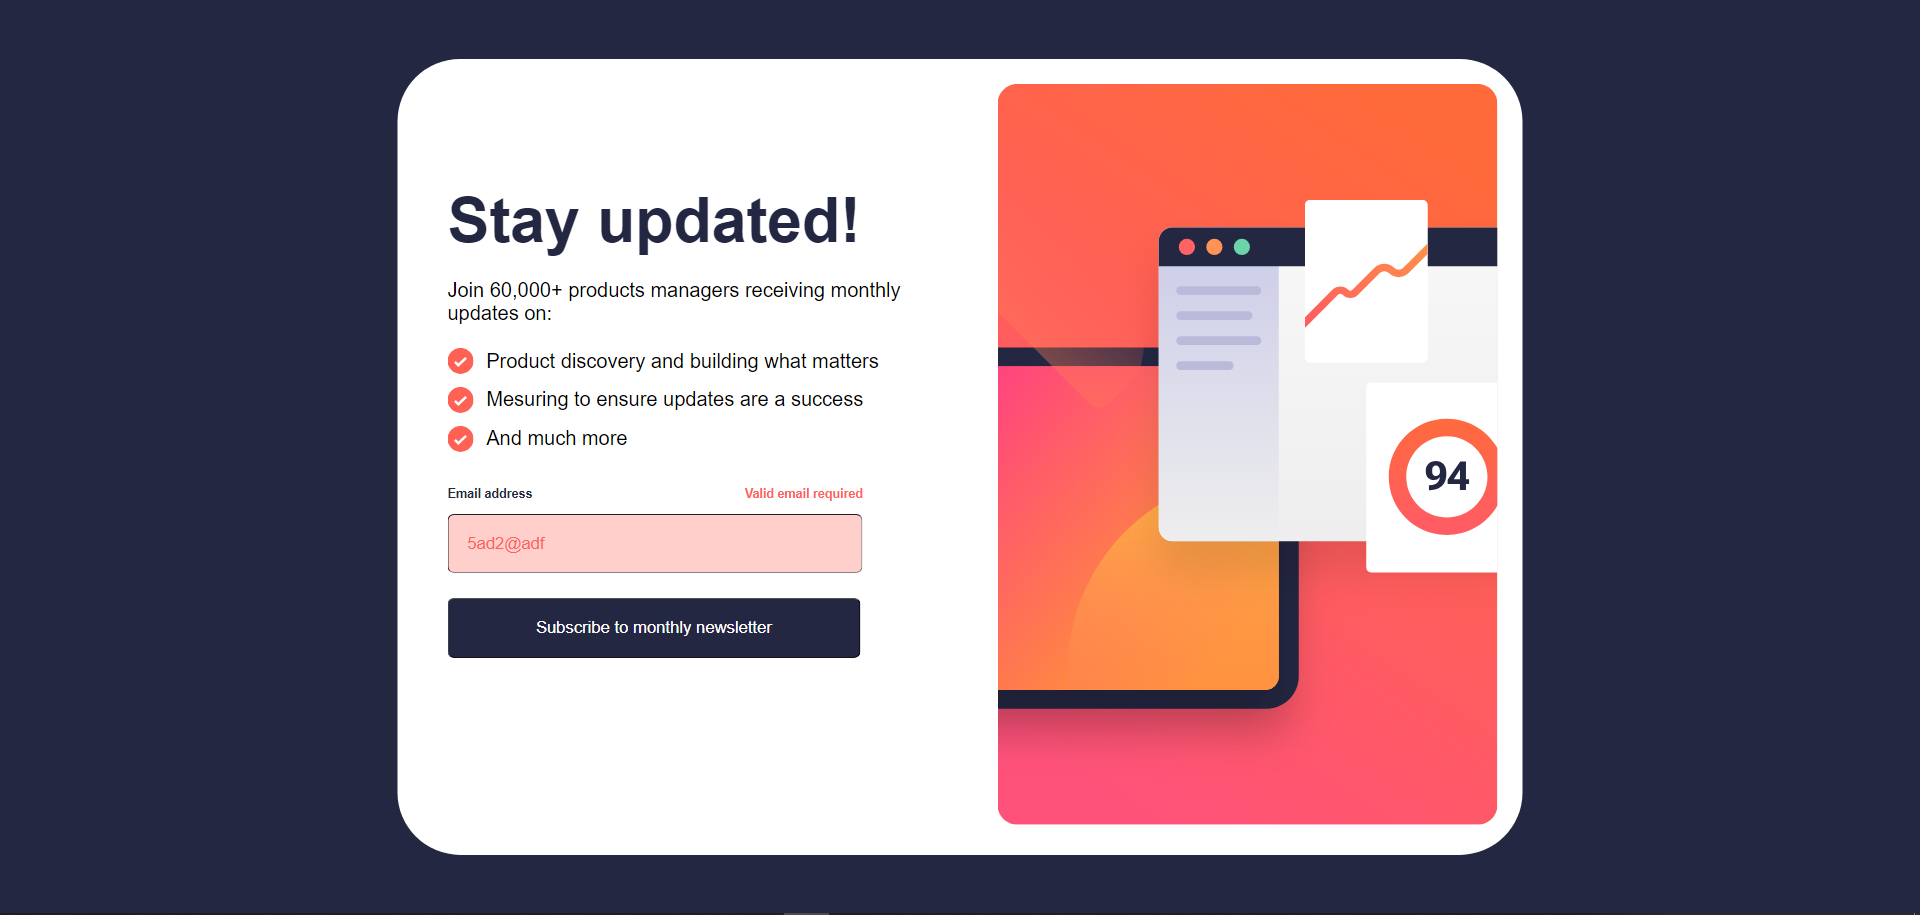 Stay updated!
Join 60,000+ products managers receiving monthly
updates on:
Product discovery and building what matters
Mesuring to ensure updates are a success
And much more
Email address
Valid email required
5ad2@adf
Subscribe to monthly newsletter
94